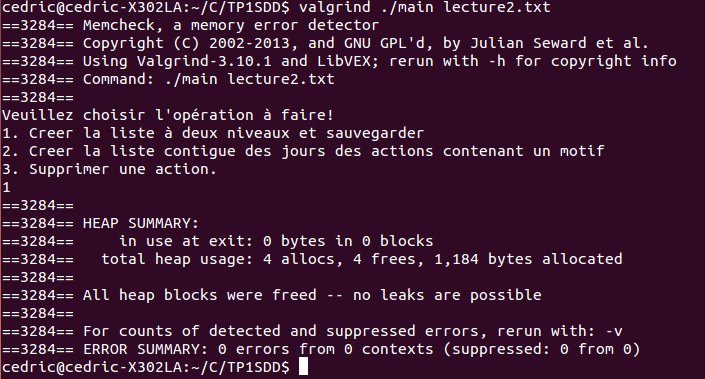 cedric@cedric-X302LA:~/C/TP1SDD$ valgrind ./main lecture2.txt
==3284== Memcheck, a memory error detector
==3284== Copyright (C) 2002-2013, and GNU GPL'd, by Julian Seward et al.
==3284== Using Valgrind-3.10.1 and LibVEX; rerun with -h for copyright info
==3284== Command: ./main lecture2.txt
==3284==
Veuillez choisir l'opération à faire!
1. Creer la liste à deux niveaux et sauvegarder
2. Creer la liste contigue des jours des actions contenant un motif
3. Supprimer une action.
1
==3284==
==3284== HEAP SUMMARY:
==3284==     in use at exit: 0 bytes in 0 blocks
==3284==   total heap usage: 4 allocs, 4 frees, 1,184 bytes allocated
==3284==
==3284== All heap blocks were freed -- no leaks are possible
==3284==
==3284== For counts of detected and suppressed errors, rerun with: -v
==3284== ERROR SUMMARY: 0 errors from 0 contexts (suppressed: 0 from 0)
cedric@cedric-X302LA:~/C/TP1SDD$